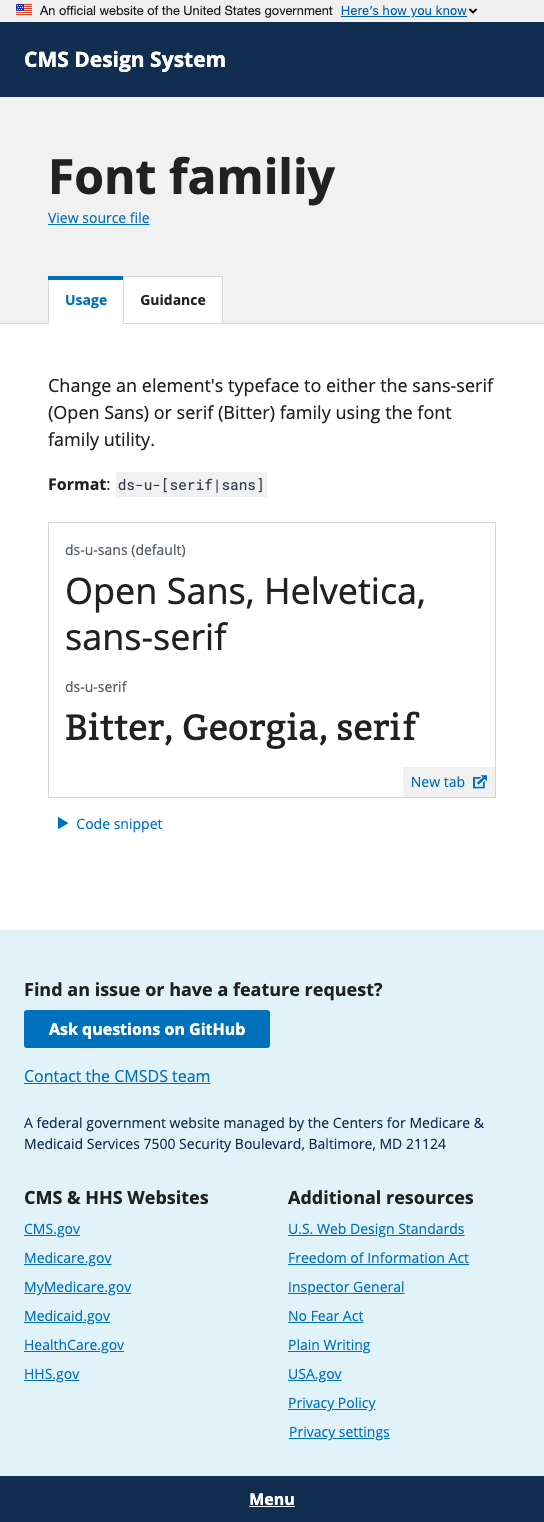 An official website of the United States government Here's how you know
CMS Design System
Font familiy
View source file
Usage Guidance
Change an element's typeface to either the sans-serif
(Open Sans) or serif (Bitter) family using the font
family utility.
Format: ds-u-[serif|sans]
ds-u-sans (default)
Open Sans, Helvetica,
sans-serif
ds-u-serif
Bitter, Georgia, serif
New tab
Code snippet
Find an issue or have a feature request?
Ask questions on GitHub
Contact the CMSDS team
A federal government website managed by the Centers for Medicare &
Medicaid Services 7500 Security Boulevard, Baltimore, MD 21124
CMS & HHS Websites
CMS.gov
Medicare.gov
MyMedicare.gov
Medicaid.gov
HealthCare.gov
HHS.gov
Additional resources
U.S. Web Design Standards
Freedom of Information Act
Inspector General
No Fear Act
Plain Writing
USA.gov
Privacy Policy
Privacy settings
Menu